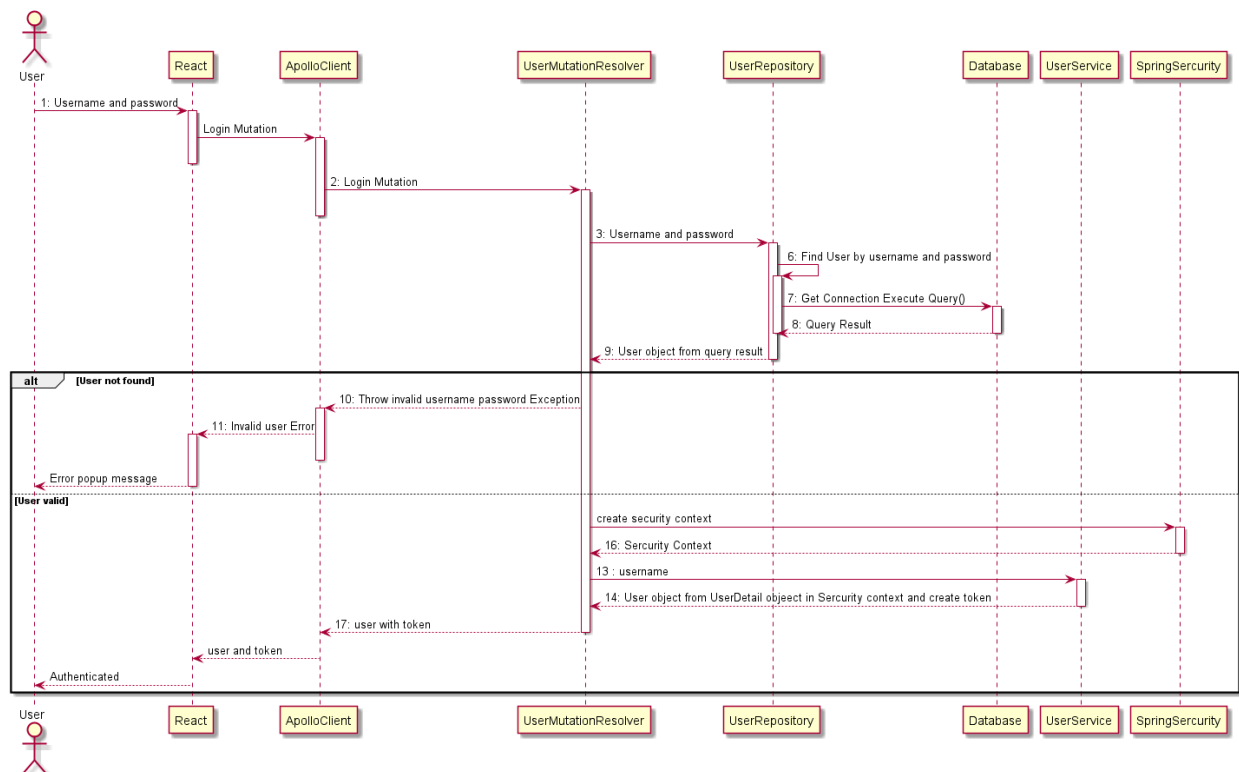 User
React
ApolloClient
UserMutationResolver
UserRepository
Database
UserService
SpringSercurity
1: Username and password
Login Mutation
2: Login Mutation
3: Username and password
6: Find User by username and password
7: Get Connection Execute Query()
8: Query Result
9: User object from query result
alt
[User not found]
10: Throw invalid username password Exception
11: Invalid user Error
Error popup message
[User valid]
create security context
16: Sercurity Context
13 : username
14: User object from UserDetail objeect in Sercurity context and create token
17: user with token
user and token
Authenticated
User
React
ApolloClient
UserMutationResolver
UserRepository
Database
UserService
SpringSercurity